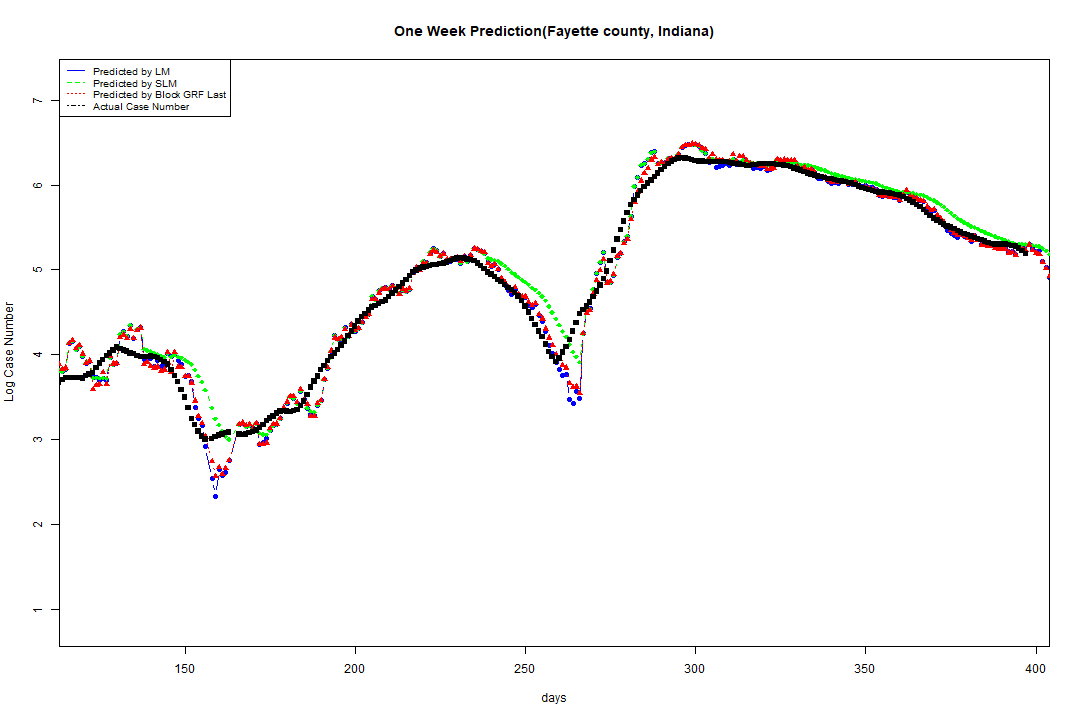 One Week Prediction(Fayette county, Indiana)
Predicted by LM
Predicted by SLM
Predicted by Block GRF Last
Actual Case Number
7
6
5
4
3
2
1
Log Case Number
150 200 250 300 350 400
days